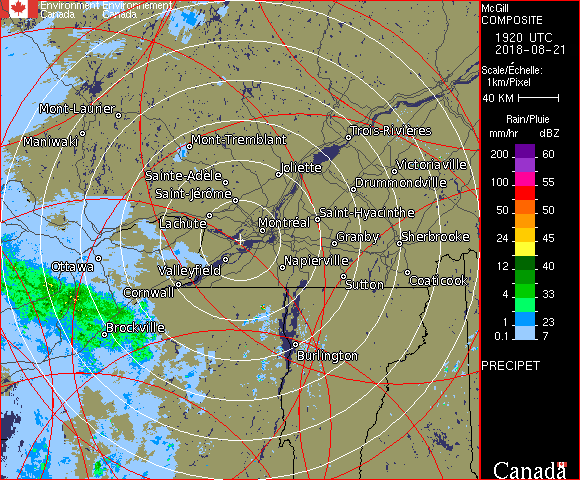 Environment Environnement
Canada Canada
McGill
COMPOSITE
1920 UTC
2018-08-21
Scale/Échelle:
1km/Pixel
40 KM
Rain/Pluie
mm/hr dBZ
200 60
100 55
50 50
24 45
12 40
4 33
1 23
0.1 7
PRECIPET
Canada
Mont-Laurier
Maniwaki
Mont-Tremblant
Trois-Rivières
Joliette
Victoriaville
Sainte-Adèle
Drummondville
Saint-Jérôme
Lachute
Saint-Hyacinthe
Montréal
Granby
Sherbrooke
Ottawa
Valleyfield
Napierville
Cornwall
Sutton
Coaticook
Brockville
Burlington